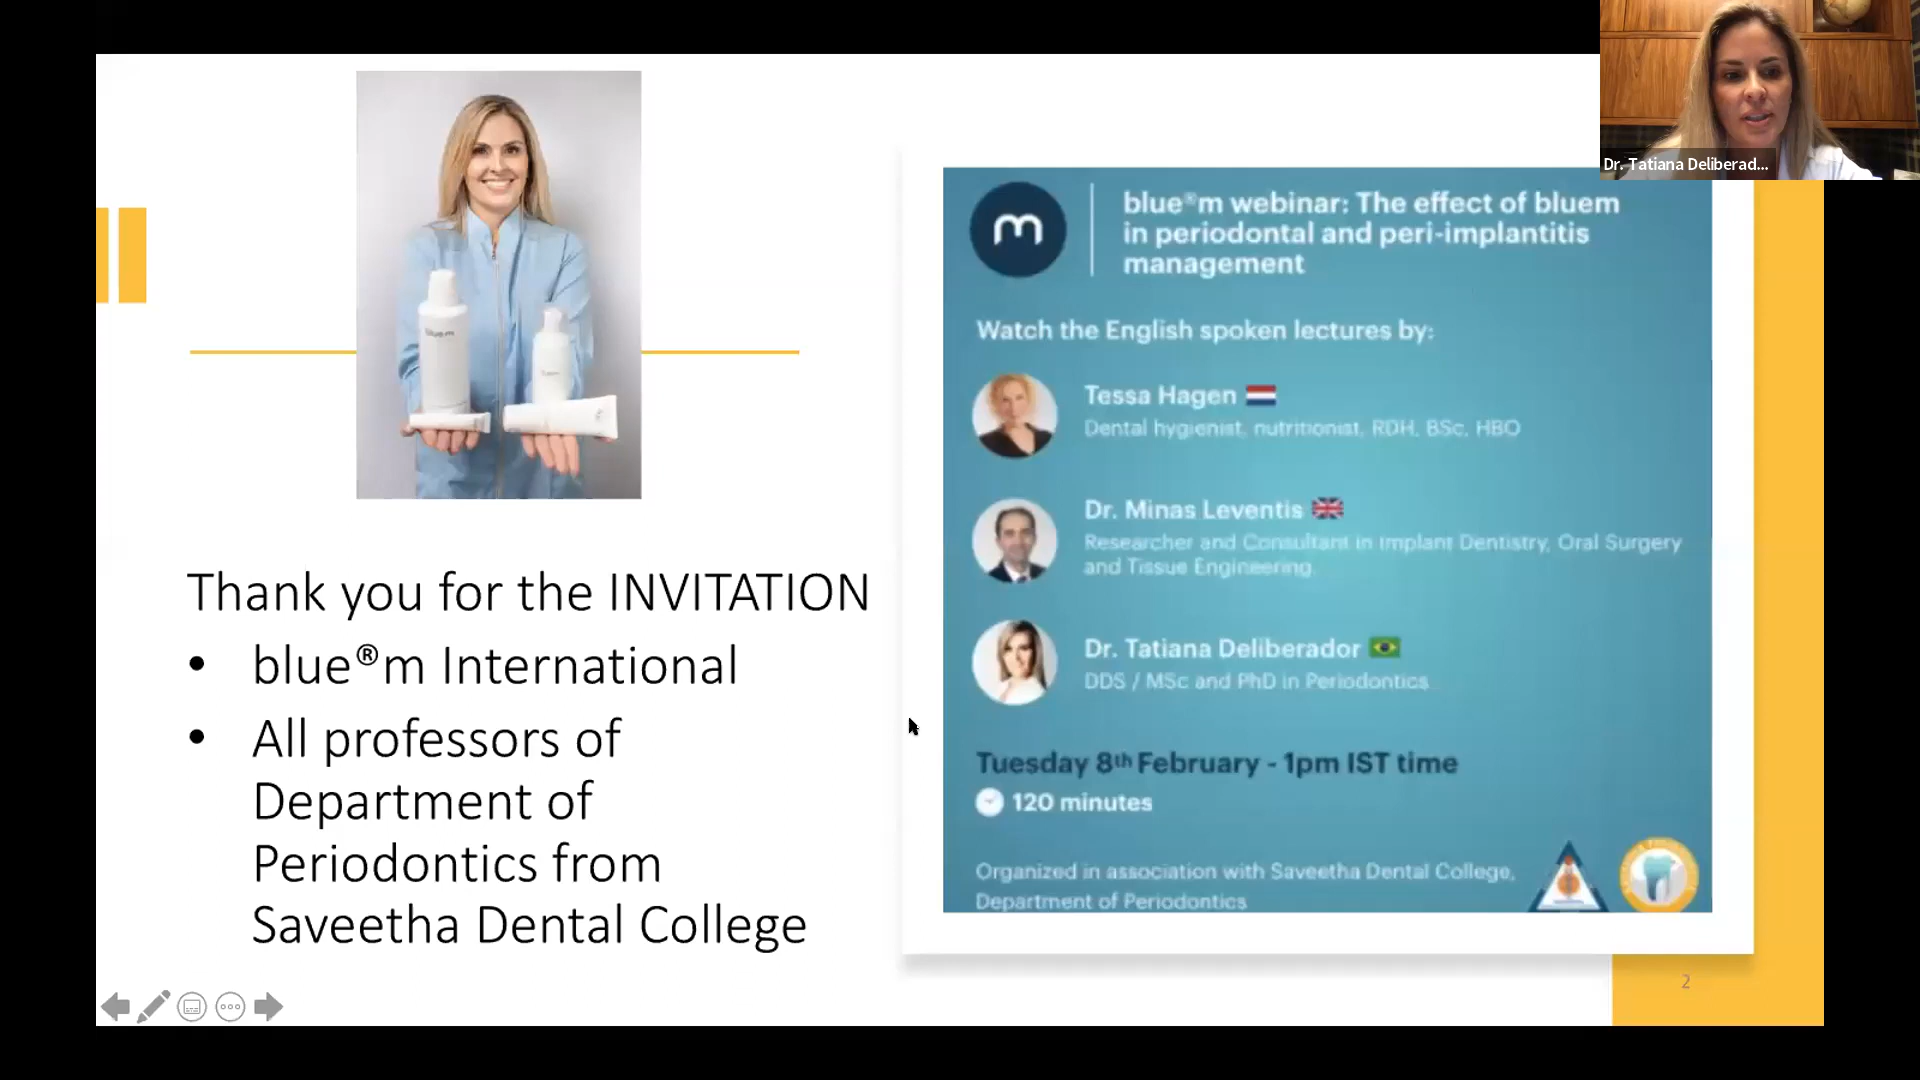 Dr. Tatiana Deliberad...
bluem
Thank you for the INVITATION
• blue®m International
• All professors of
Department of
Periodontics from
Saveetha Dental College
m
blue®m webinar: The effect of bluem
in periodontal and peri-implantitis
management
Watch the English spoken lectures by:
Tessa Hagen
Dental hygienist, nutritionist, RDH, BSc, HBO
Dr. Minas Leventis
Researcher and Consultant in Implant Dentistry, Oral Surgery
and Tissue Engineering.
Dr. Tatiana Deliberador
DDS / MSc and PhD in Periodontics
Tuesday 8th February - 1pm IST time
120 minutes
Organized in association with Saveetha Dental College,
Department of Periodontics
2